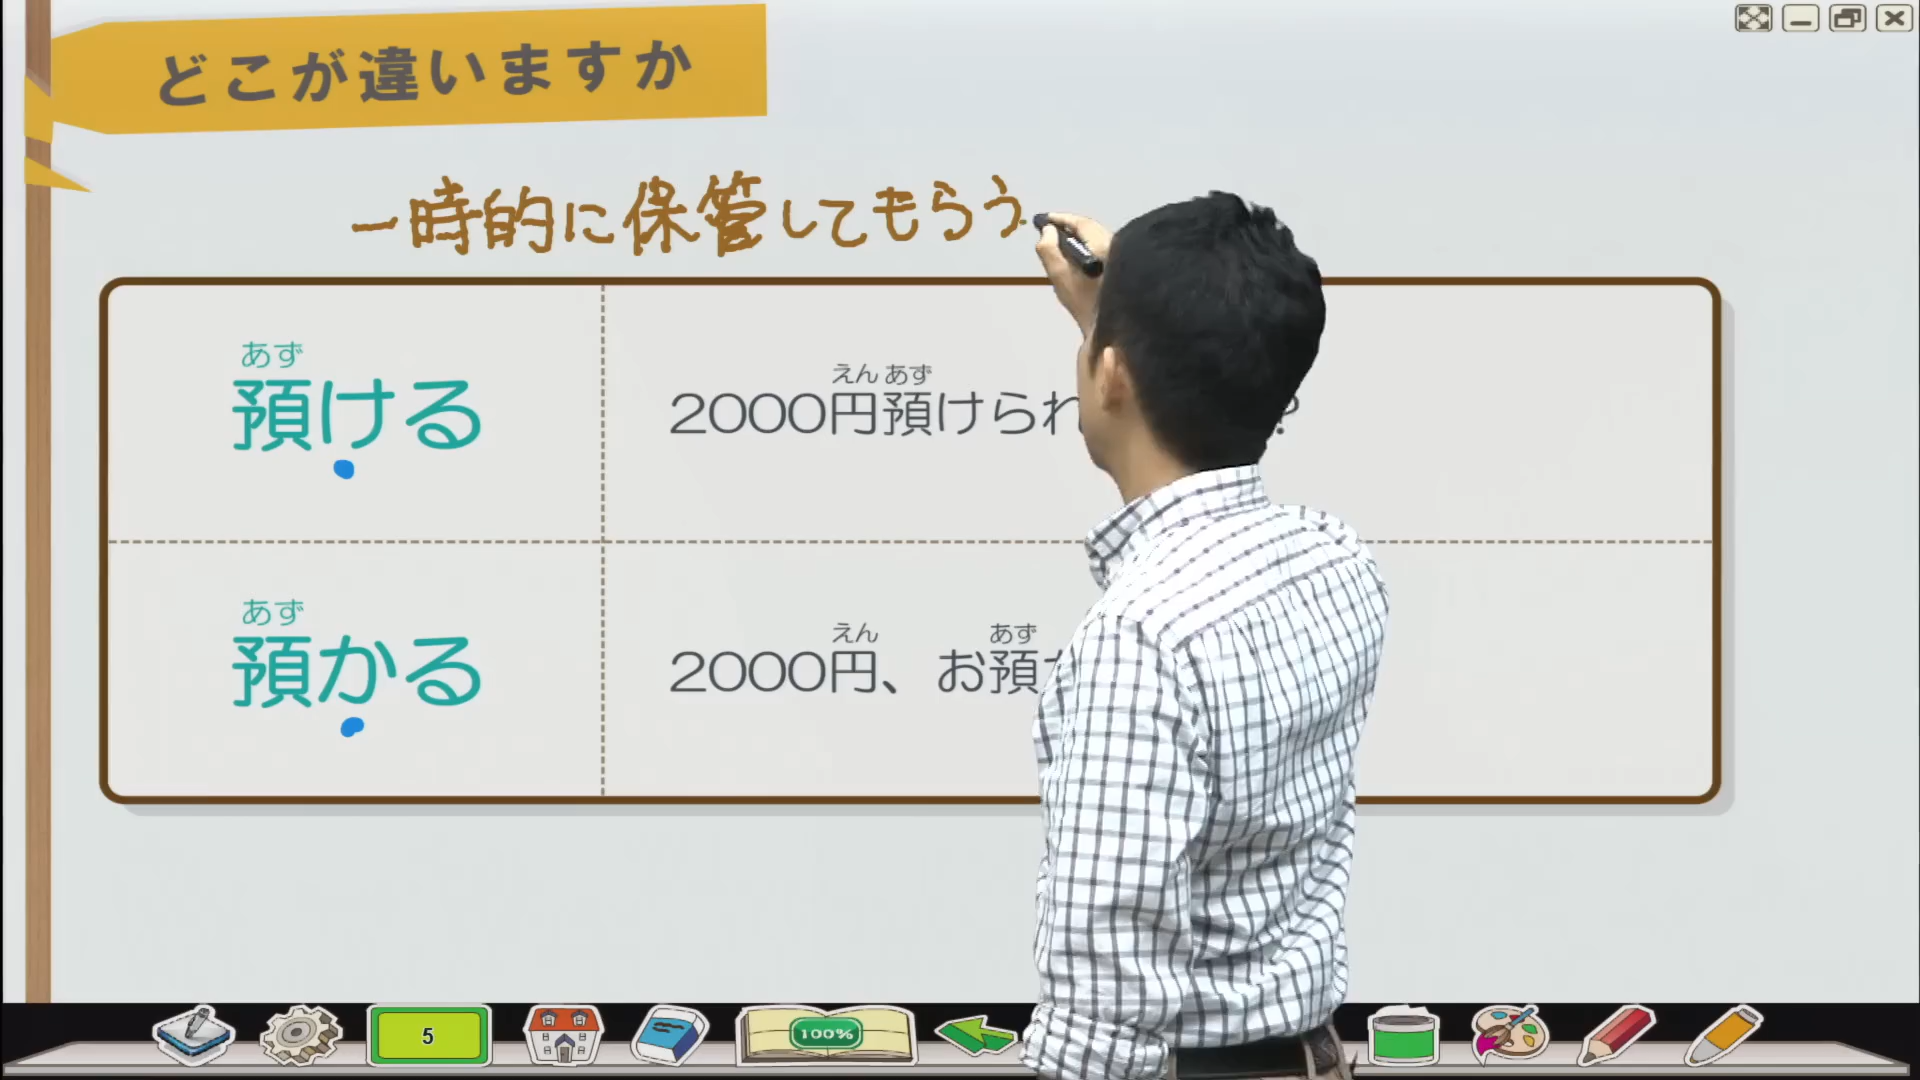 どこが違いますか
一時的に保管してもらう
あず
預ける
えん あず
2000円預けられ
?
あず
預かる
えん あず
2000円、お預
5
100%